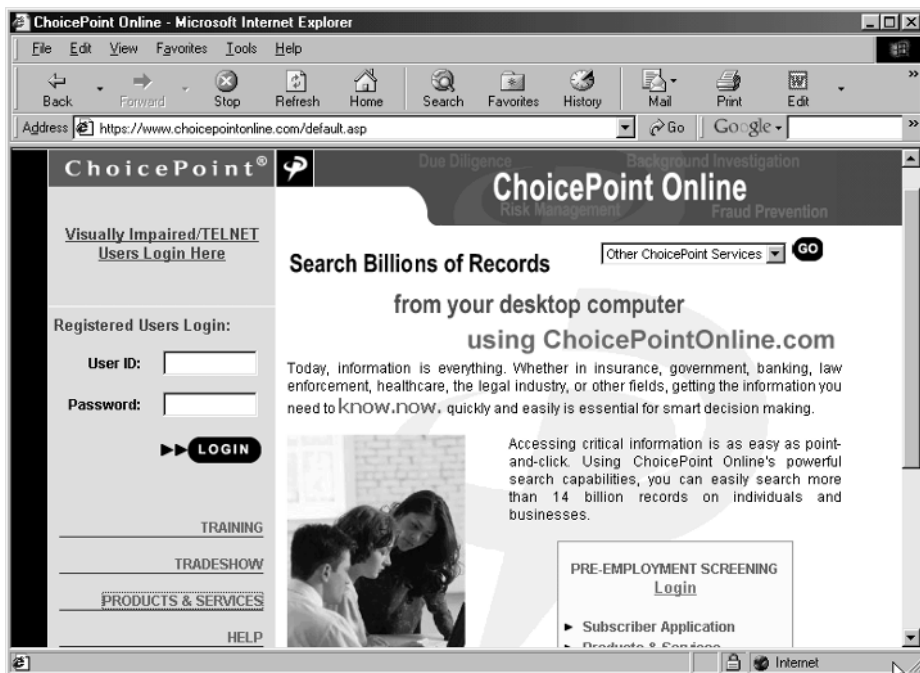 ChoicePoint Online - Microsoft Internet Explorer
File Edit View Favorites Tools Help
Back Forward Stop Refresh Home Search Favorites History Mail Print Edit
Address https://www.choicepointonline.com/default.asp Go Google
ChoicePoint®
Due Diligence Background Investigation
ChoicePoint Online
Risk Management Fraud Prevention
Visually Impaired/TELNET
Users Login Here
Other ChoicePoint Services GO
Search Billions of Records
from your desktop computer
using ChoicePointOnline.com
Registered Users Login:
User ID:
Password:
LOGIN
Today, information is everything. Whether in insurance, government, banking, law
enforcement, healthcare, the legal industry, or other fields, getting the information you
need to know.now. quickly and easily is essential for smart decision making.
Accessing critical information is as easy as point-
and-click. Using ChoicePoint Online's powerful
search capabilities, you can easily search more
than 14 billion records on individuals and
businesses.
TRAINING
TRADESHOW
PRODUCTS & SERVICES
HELP
PRE-EMPLOYMENT SCREENING
Login
Subscriber Application
Products & Services
Internet